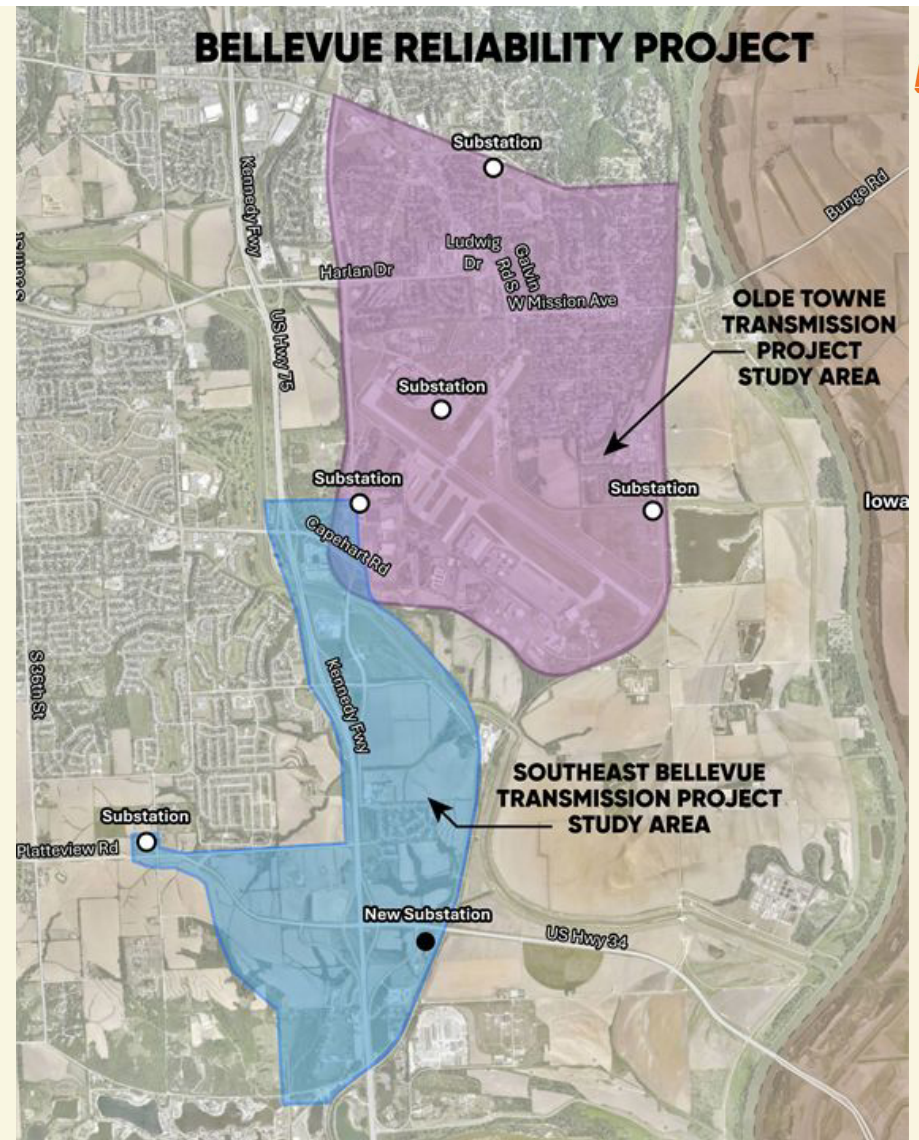 BELLEVUE RELIABILITY PROJECT
Substation
Kennedy Fwy
Bunge Rd
Ludwig
Dr
Galvin
Rd S
Harlan Dr
W Mission Ave
OLDE TOWNE
TRANSMISSION
PROJECT
STUDY AREA
US Hwy 75
Substation
Substation
Substation
Iowa
Capehart Rd
S 36th St
Kennedy Fwy
SOUTHEAST BELLEVUE
TRANSMISSION PROJECT
STUDY AREA
Substation
Platteview Rd
New Substation
US Hwy 34